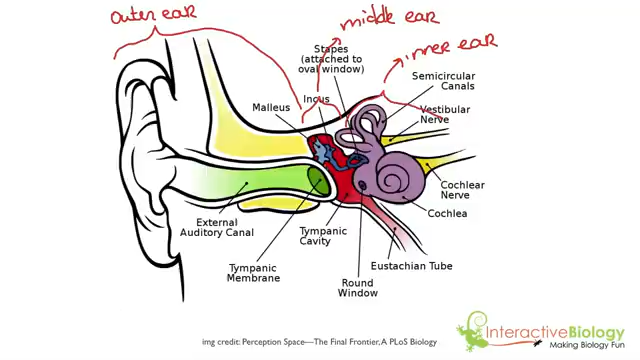 outer ear
middle ear
inner ear
Stapes
(attached to
oval window)
Semicircular
Canals
Incus
Malleus
Vestibular
Nerve
Cochlear
Nerve
Cochlea
External
Auditory Canal
Tympanic
Cavity
Eustachian Tube
Tympanic
Membrane
Round
Window
InteractiveBiology
Making Biology Fun
img credit: Perception Space—The Final Frontier, A PLoS Biology